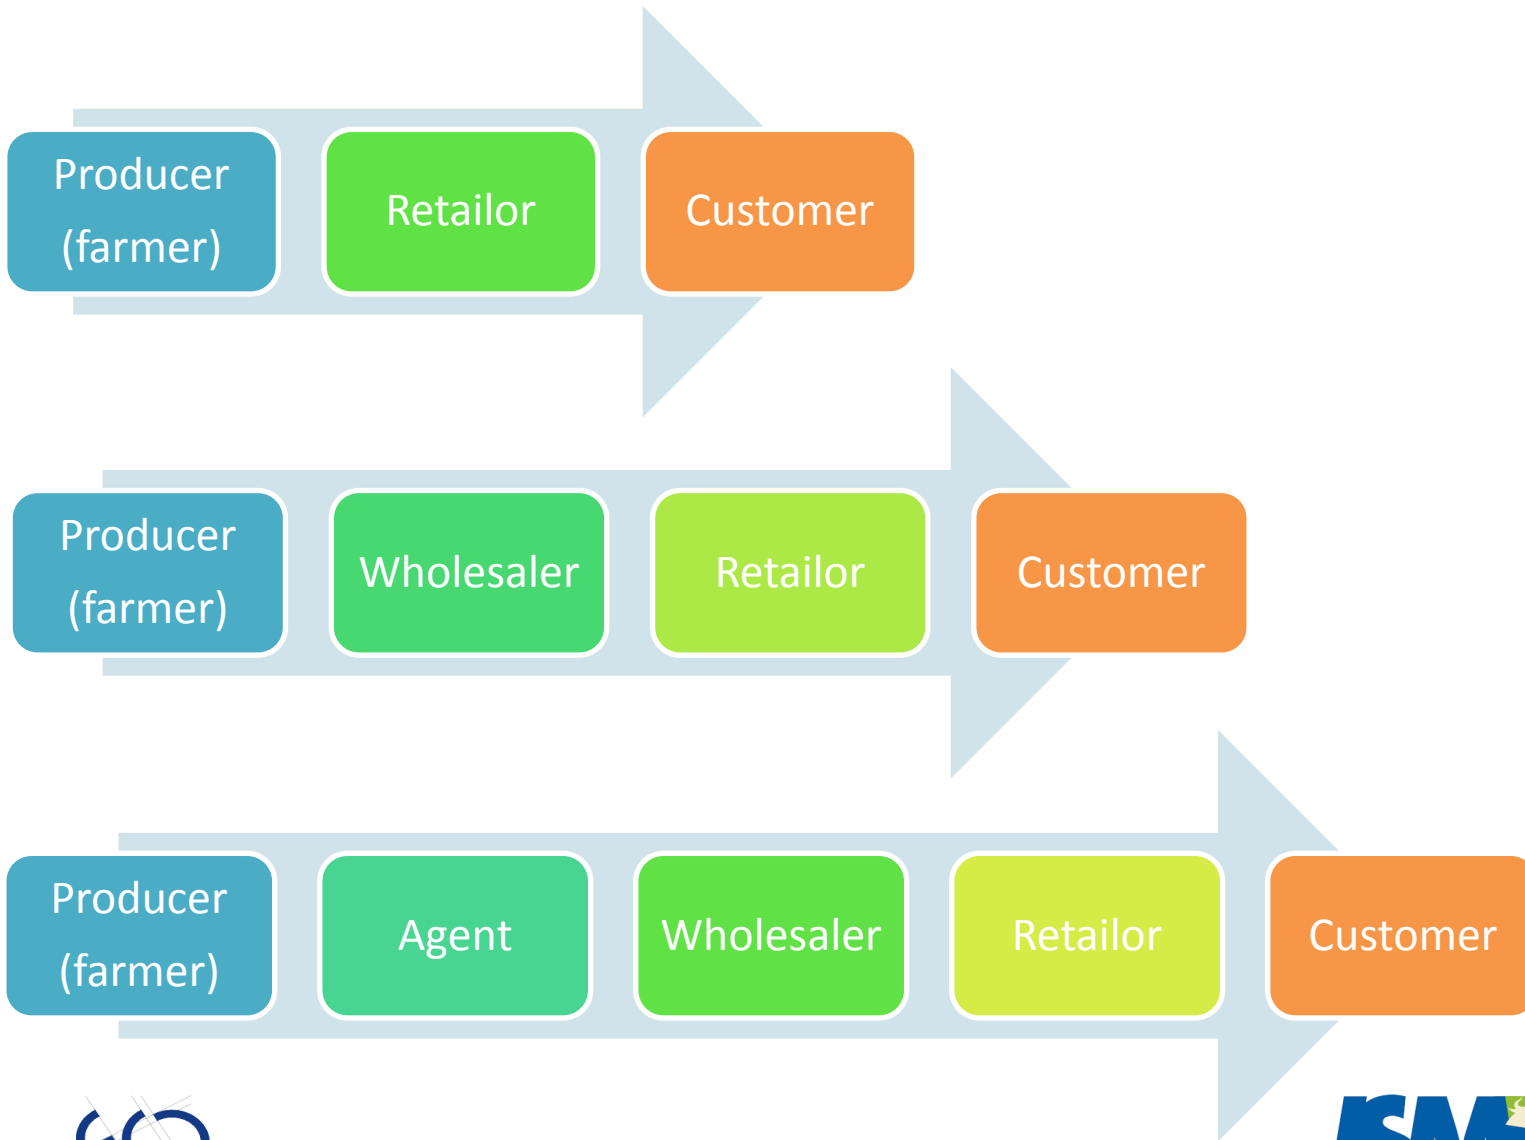 Producer
(farmer)
Retailor
Customer
Producer
(farmer)
Wholesaler
Retailor
Customer
Producer
(farmer)
Agent
Wholesaler
Retailor
Customer